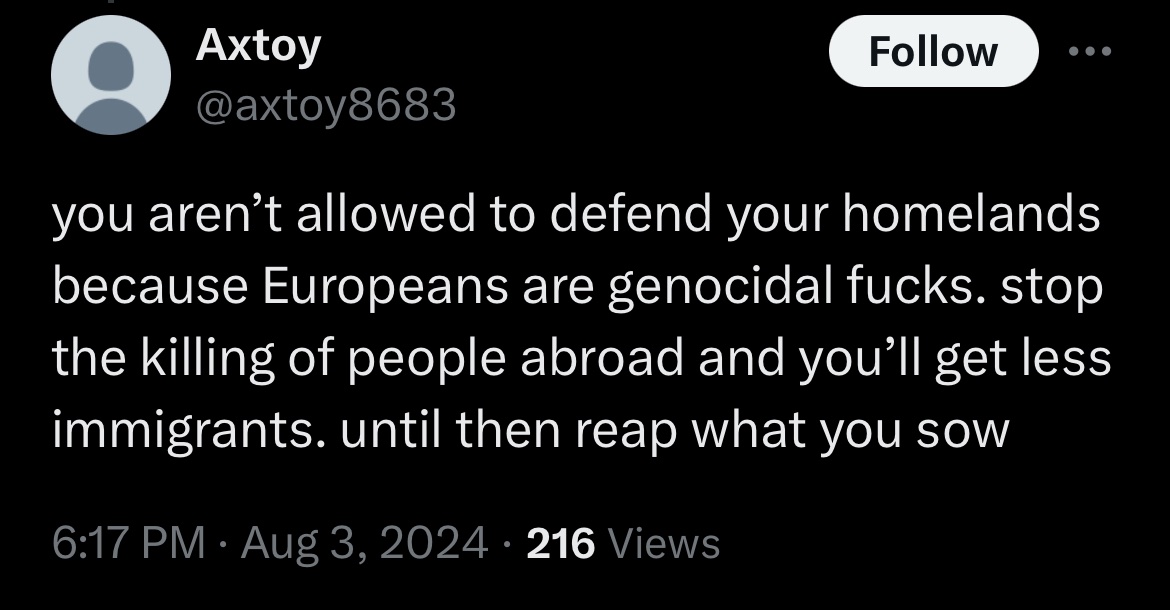 Axtoy
Follow
@axtoy8683
you aren’t allowed to defend your homelands
because Europeans are genocidal fucks. stop
the killing of people abroad and you’ll get less
immigrants. until then reap what you sow
6:17 PM · Aug 3, 2024 · 216 Views